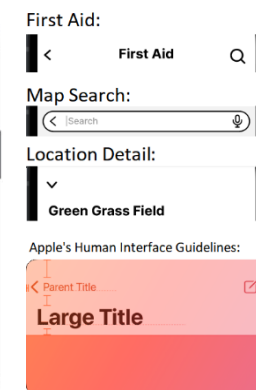 First Aid:
First Aid
Map Search:
Search
Location Detail:
Green Grass Field
Apple's Human Interface Guidelines:
Parent Title
Large Title